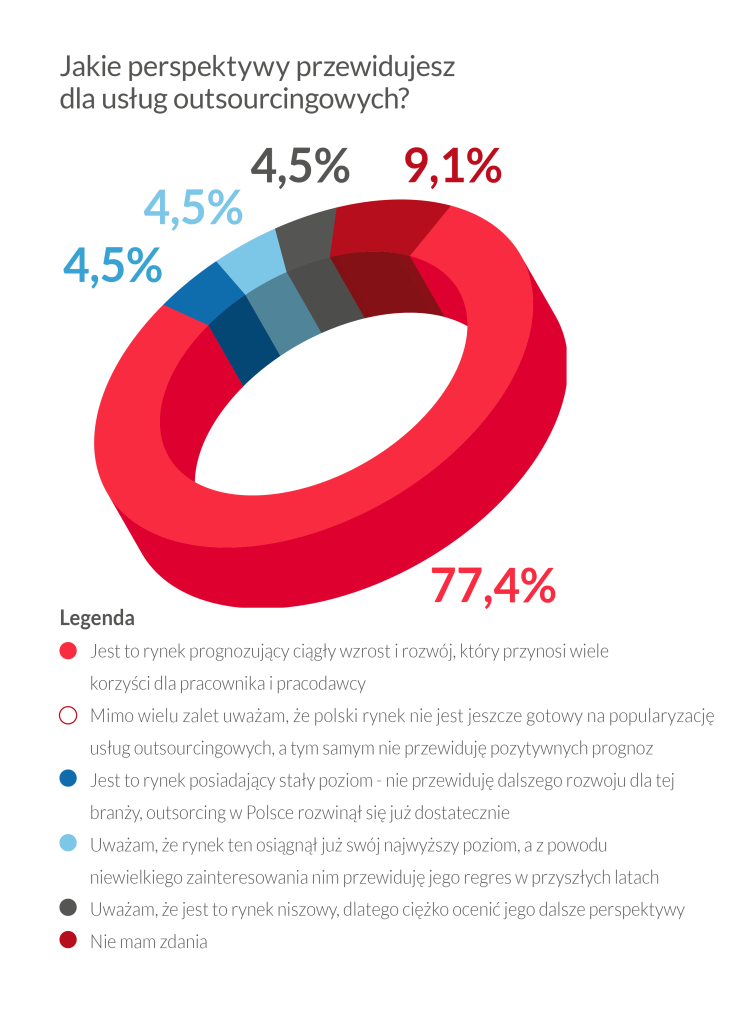 Jakie perspektywy przewidujesz
dla usług outsourcingowych?
4,5%
9,1%
4,5%
4,5%
77,4%
Legenda
Jest to rynek prognozujący ciągły wzrost i rozwój, który przynosi wiele
korzyści dla pracownika i pracodawcy
Mimo wielu zalet uważam, że polski rynek nie jest jeszcze gotowy na popularyzację
usług outsourcingowych, a tym samym nie przewiduję pozytywnych prognoz
Jest to rynek posiadający stały poziom - nie przewiduję dalszego rozwoju dla tej
branży, outsorcing w Polsce rozwinął się już dostatecznie
Uważam, że rynek ten osiągnął już swój najwyższy poziom, a z powodu
niewielkiego zainteresowania nim przewiduję jego regres w przyszłych latach
Uważam, że jest to rynek niszowy, dlatego ciężko ocenić jego dalsze perspektywy
Nie mam zdania